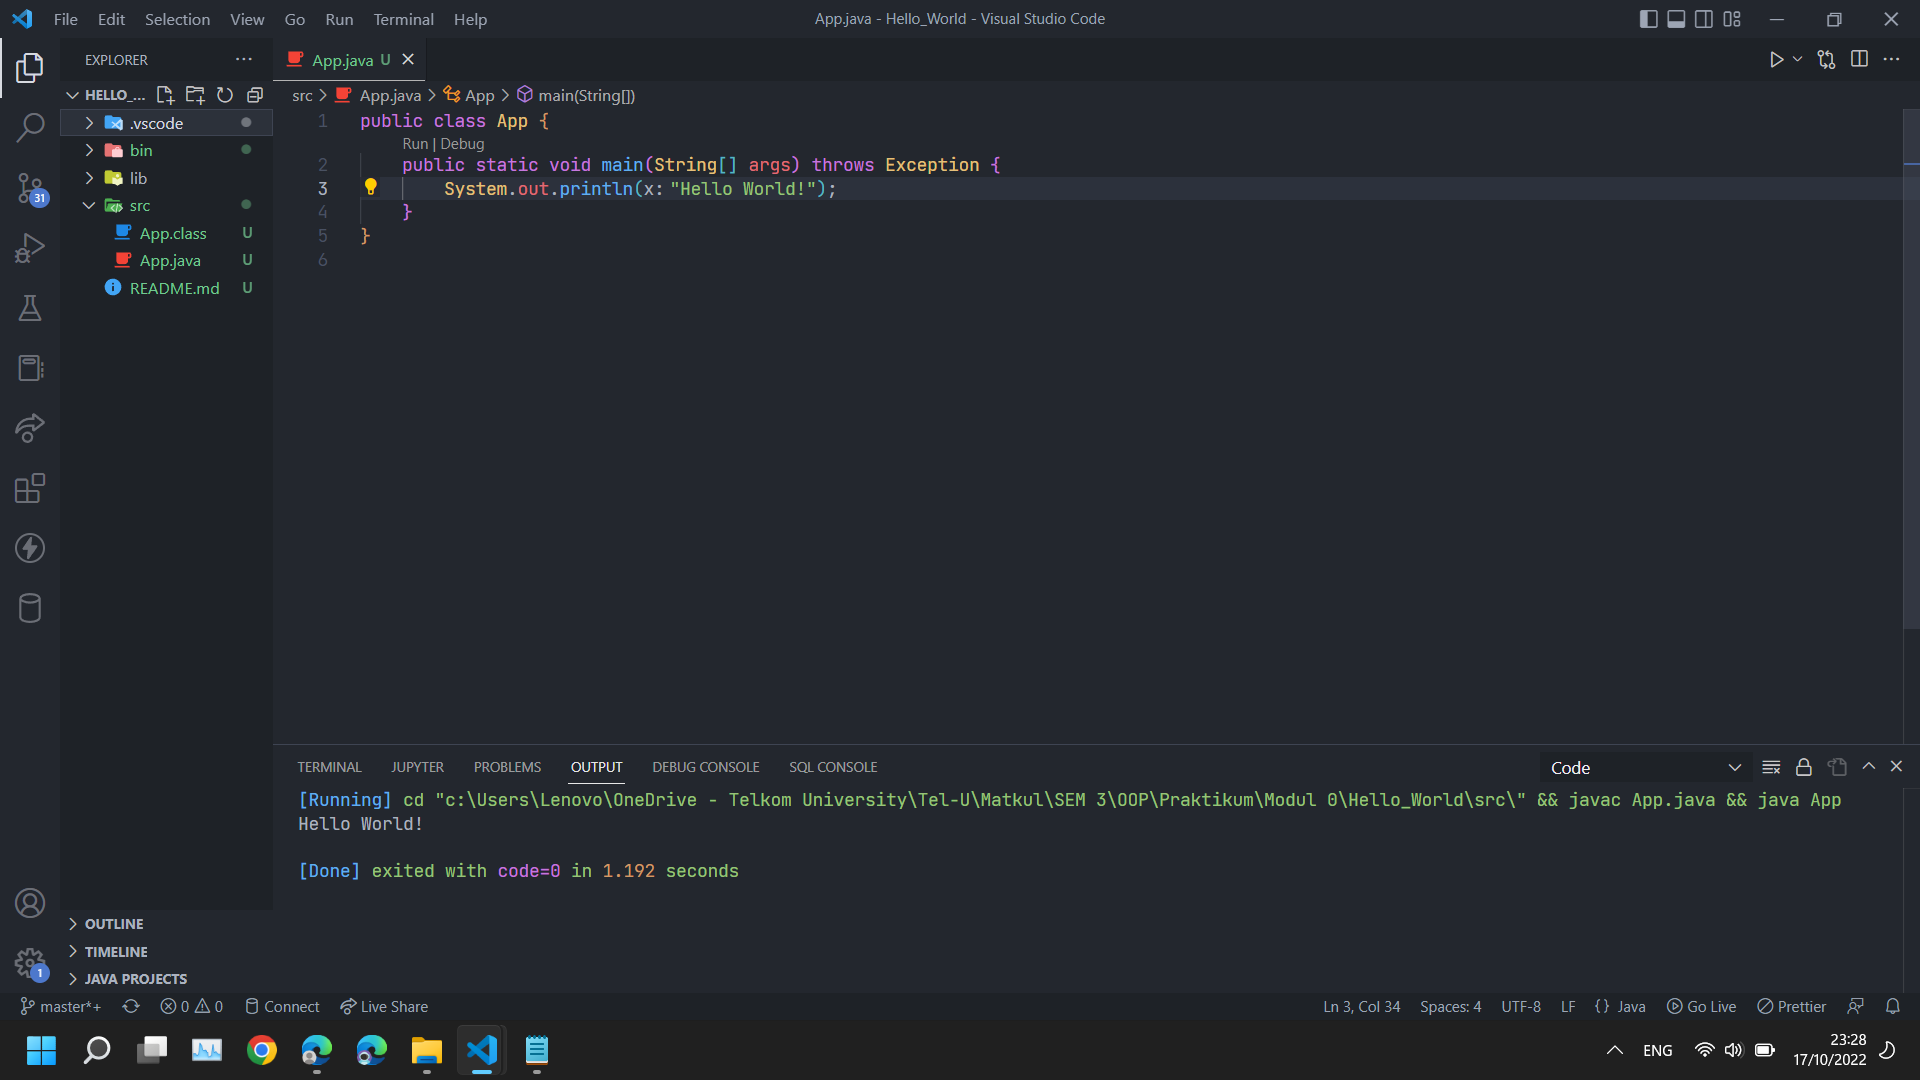 File Edit Selection View Go Run Terminal Help
App.java - Hello_World - Visual Studio Code
EXPLORER
HELLO_...
.vscode
bin
lib
src
App.class U
App.java U
README.md U
31
App.java U
src > App.java > App > main(String[])
1 public class App {
Run | Debug
2 public static void main(String[] args) throws Exception {
3 System.out.println(x: "Hello World!");
4 }
5 }
6
TERMINAL JUPYTER PROBLEMS OUTPUT DEBUG CONSOLE SQL CONSOLE
Code
[Running] cd "c:\Users\Lenovo\OneDrive - Telkom University\Tel-U\Matkul\SEM 3\OOP\Praktikum\Modul 0\Hello_World\src\" && javac App.java && java App
Hello World!
[Done] exited with code=0 in 1.192 seconds
OUTLINE
TIMELINE
JAVA PROJECTS
1
master*+ 0 0 Connect Live Share
Ln 3, Col 34 Spaces: 4 UTF-8 LF {} Java Go Live Prettier
ENG
23:28
17/10/2022